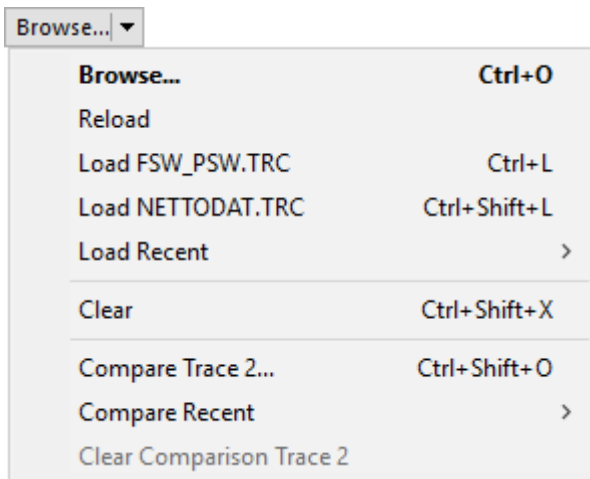 Browse...
Browse... Ctrl+O
Reload
Load FSW_PSW.TRC Ctrl+L
Load NETTODAT.TRC Ctrl+Shift+L
Load Recent >
Clear Ctrl+Shift+X
Compare Trace 2... Ctrl+Shift+O
Compare Recent >
Clear Comparison Trace 2